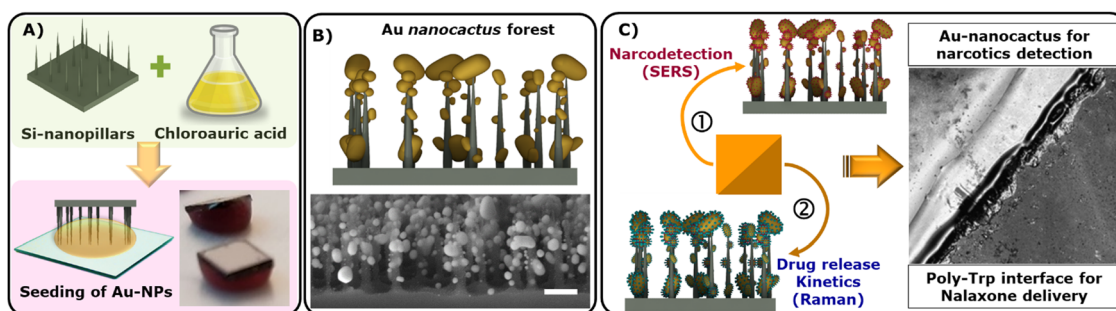 A)
Si-nanopillars
Chloroauric acid
Seeding of Au-NPs
B)
Au nanocactus forest
C)
Narcodetection
(SERS)
①
②
Drug release
Kinetics
(Raman)
Au-nanocactus for
narcotics detection
Poly-Trp interface for
Nalaxone delivery